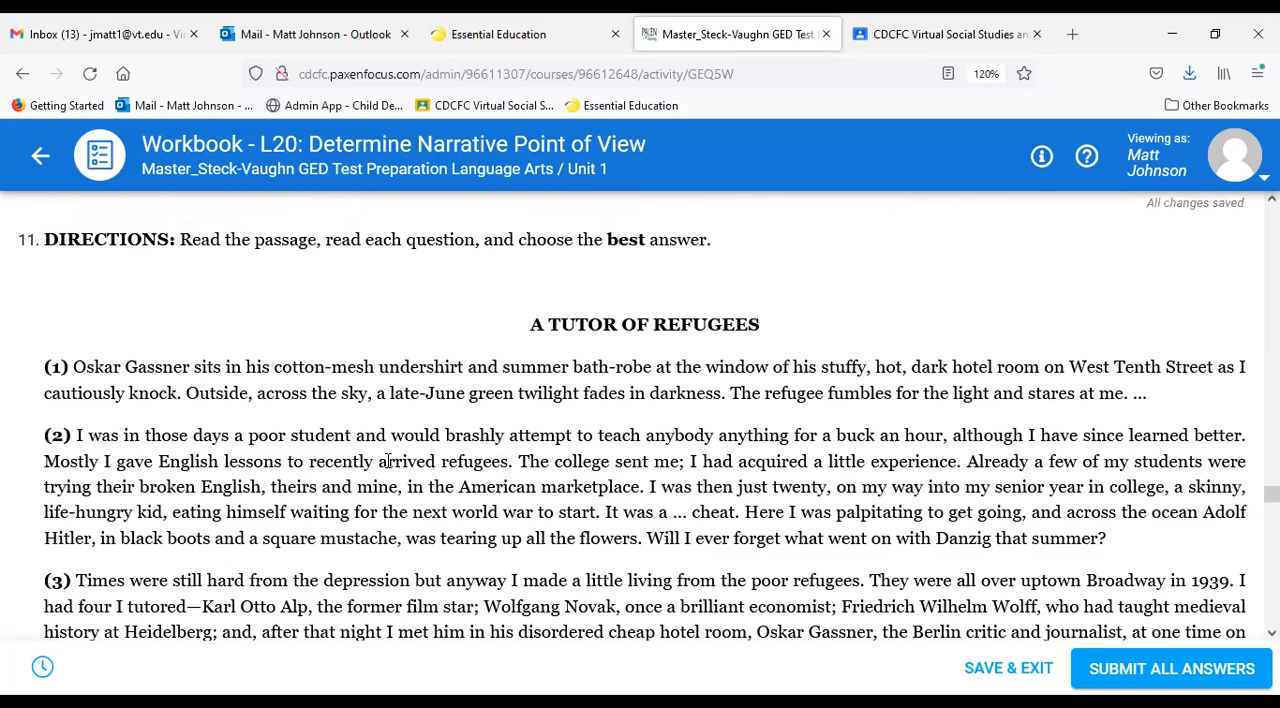 Inbox (13) - jmatt1@vt.edu - Vi
Mail - Matt Johnson - Outlook
Essential Education
Master_Steck-Vaughn GED Test
CDCFC Virtual Social Studies an
cdcfc.paxenfocus.com/admin/96611307/courses/96612648/activity/GEQ5W
120%
Getting Started
Mail - Matt Johnson - ...
Admin App - Child De...
CDCFC Virtual Social S...
Essential Education
Other Bookmarks
Workbook - L20: Determine Narrative Point of View
Master_Steck-Vaughn GED Test Preparation Language Arts / Unit 1
Viewing as:
Matt
Johnson
All changes saved
11. DIRECTIONS: Read the passage, read each question, and choose the best answer.
A TUTOR OF REFUGEES
(1) Oskar Gassner sits in his cotton-mesh undershirt and summer bath-robe at the window of his stuffy, hot, dark hotel room on West Tenth Street as I
cautiously knock. Outside, across the sky, a late-June green twilight fades in darkness. The refugee fumbles for the light and stares at me. ...
(2) I was in those days a poor student and would brashly attempt to teach anybody anything for a buck an hour, although I have since learned better.
Mostly I gave English lessons to recently arrived refugees. The college sent me; I had acquired a little experience. Already a few of my students were
trying their broken English, theirs and mine, in the American marketplace. I was then just twenty, on my way into my senior year in college, a skinny,
life-hungry kid, eating himself waiting for the next world war to start. It was a ... cheat. Here I was palpitating to get going, and across the ocean Adolf
Hitler, in black boots and a square mustache, was tearing up all the flowers. Will I ever forget what went on with Danzig that summer?
(3) Times were still hard from the depression but anyway I made a little living from the poor refugees. They were all over uptown Broadway in 1939. I
had four I tutored—Karl Otto Alp, the former film star; Wolfgang Novak, once a brilliant economist; Friedrich Wilhelm Wolff, who had taught medieval
history at Heidelberg; and, after that night I met him in his disordered cheap hotel room, Oskar Gassner, the Berlin critic and journalist, at one time on
SAVE & EXIT
SUBMIT ALL ANSWERS